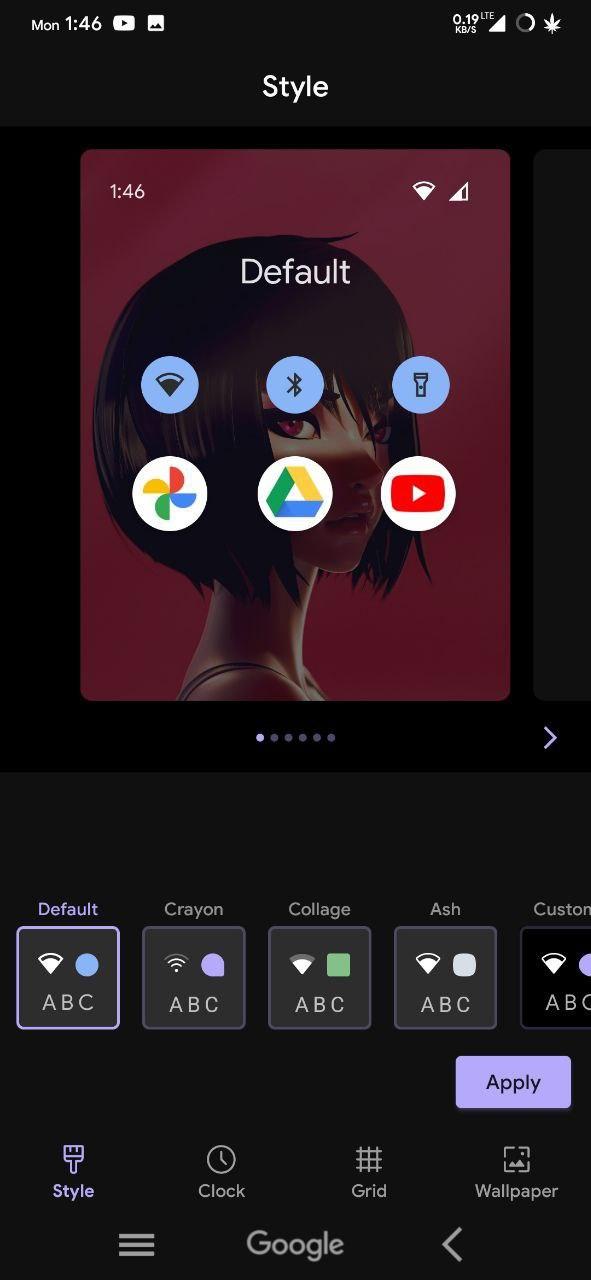 Mon 1:46
0.19 LTE
KB/S
Style
1:46
Default
Default
Crayon
Collage
Ash
Custom
ABC
ABC
ABC
ABC
ABC
Apply
Style
Clock
Grid
Wallpaper
Google